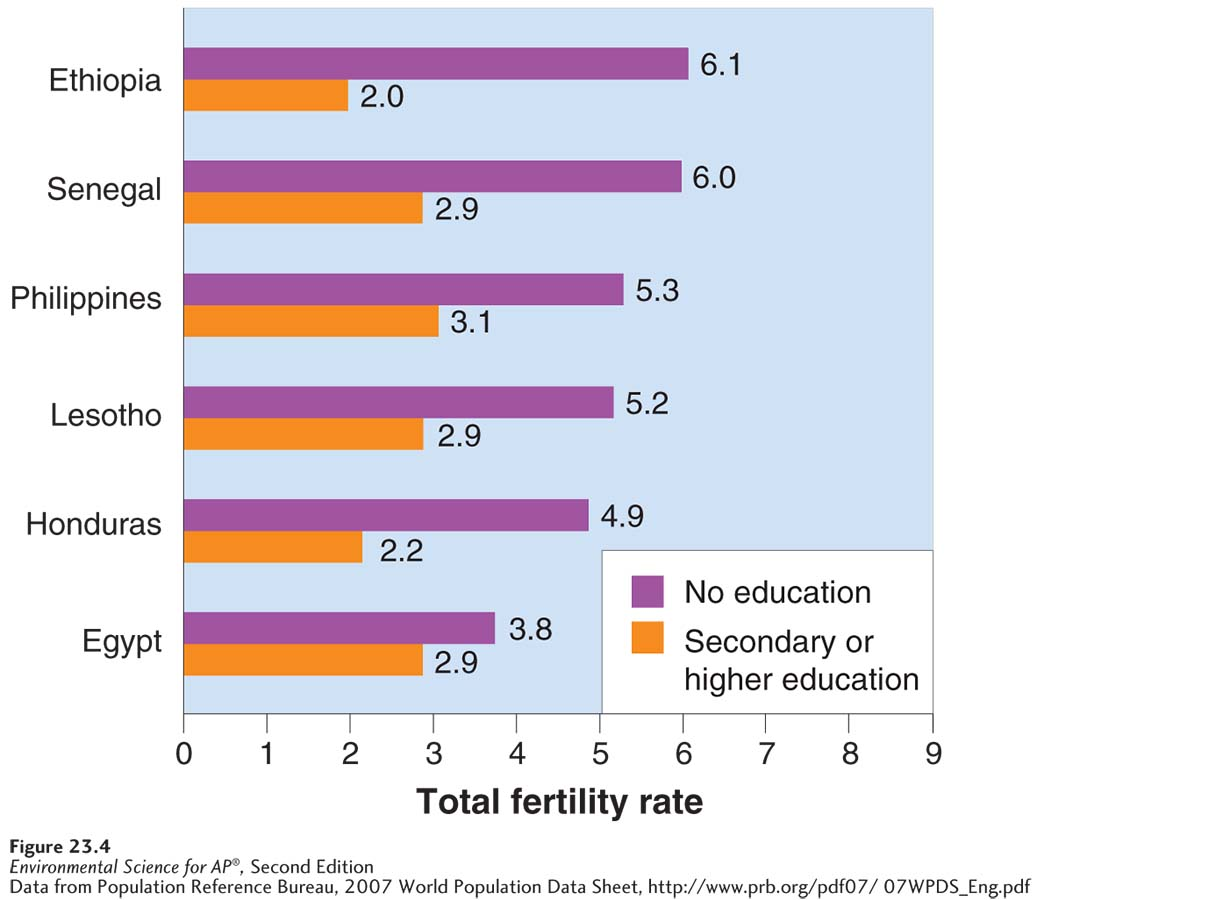 Ethiopia
6.1
2.0
Senegal
6.0
2.9
Philippines
5.3
3.1
Lesotho
5.2
2.9
Honduras
4.9
2.2
Egypt
3.8
2.9
No education
Secondary or
higher education
0 1 2 3 4 5 6 7 8 9
Total fertility rate
Figure 23.4
Environmental Science for AP®, Second Edition
Data from Population Reference Bureau, 2007 World Population Data Sheet, http://www.prb.org/pdf07/ 07WPDS_Eng.pdf